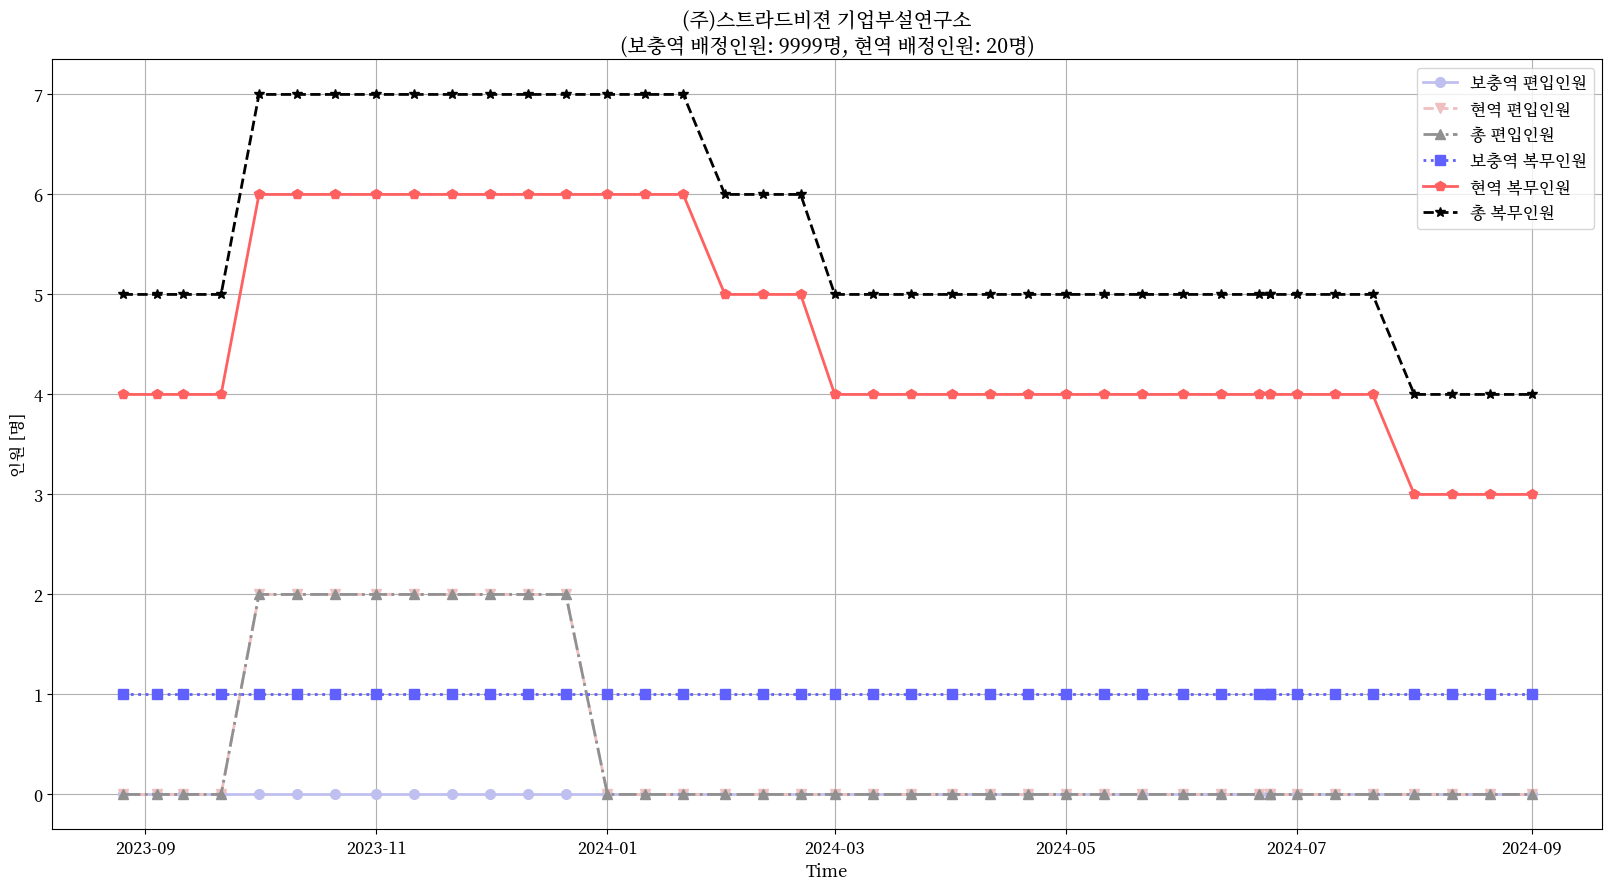 (주)스트라드비젼 기업부설연구소
(보충역 배정인원: 9999명, 현역 배정인원: 20명)
보충역 편입인원
현역 편입인원
총 편입인원
보충역 복무인원
현역 복무인원
총 복무인원
인원 [명]
7
6
5
4
3
2
1
0
2023-09 2023-11 2024-01 2024-03 2024-05 2024-07 2024-09
Time